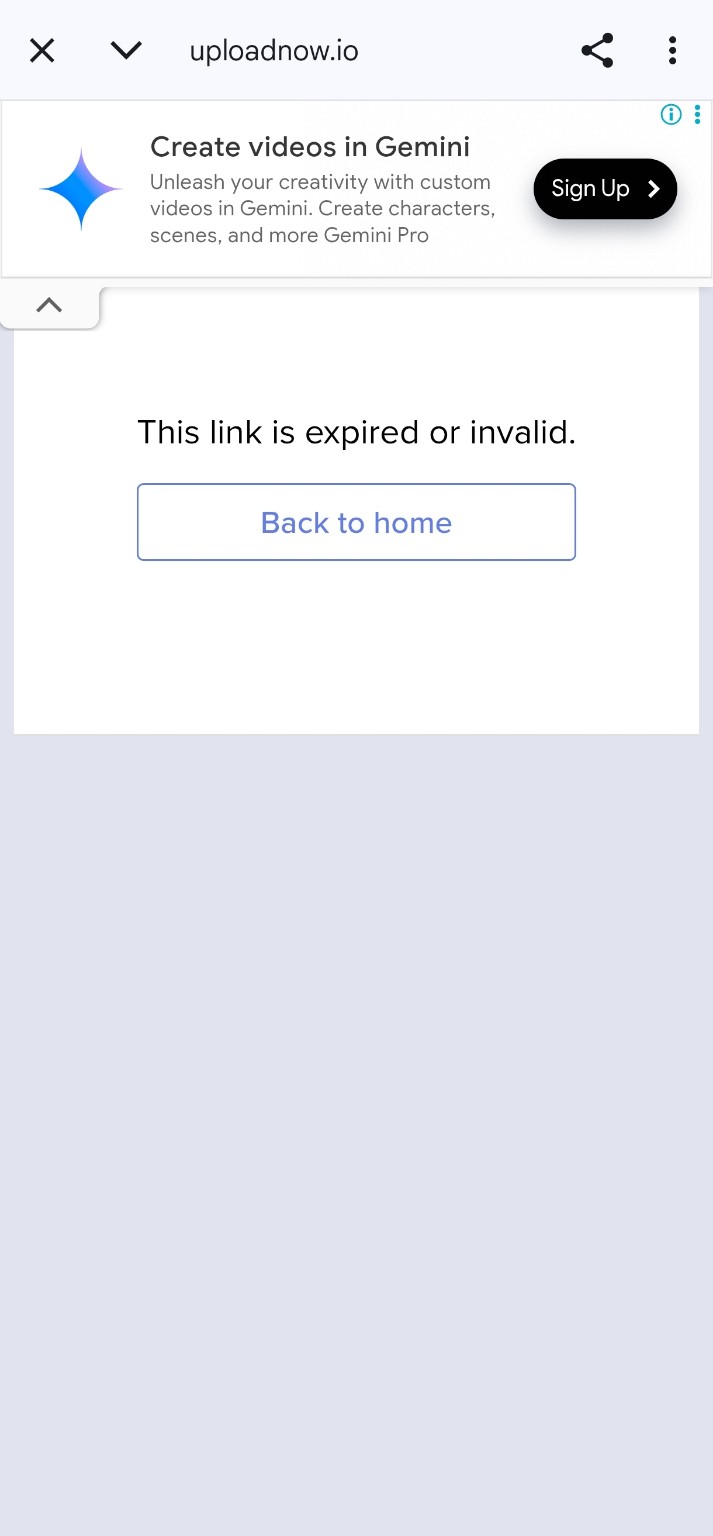 uploadnow.io
Create videos in Gemini
Unleash your creativity with custom
videos in Gemini. Create characters,
scenes, and more Gemini Pro
Sign Up
This link is expired or invalid.
Back to home